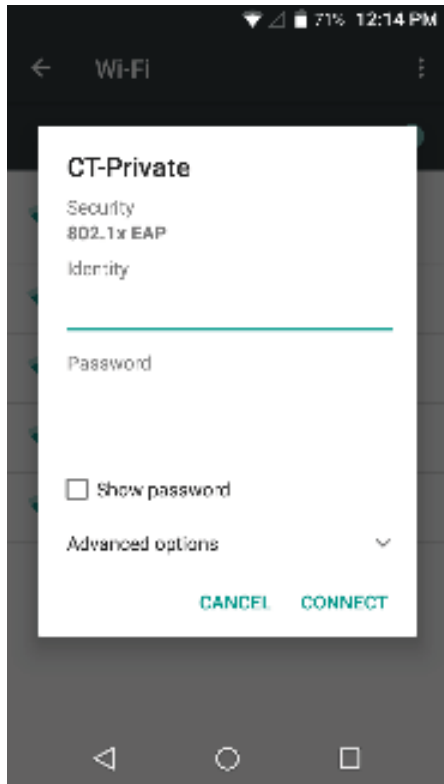 71% 12:14 PM
Wi-Fi
CT-Private
Security
802.1x EAP
Identity
Password
Show password
Advanced options
CANCEL CONNECT